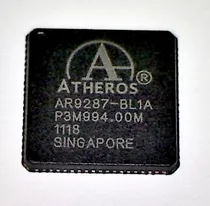 ATHEROS®
AR9287-BL1A
P3M994.00M
1118
SINGAPORE